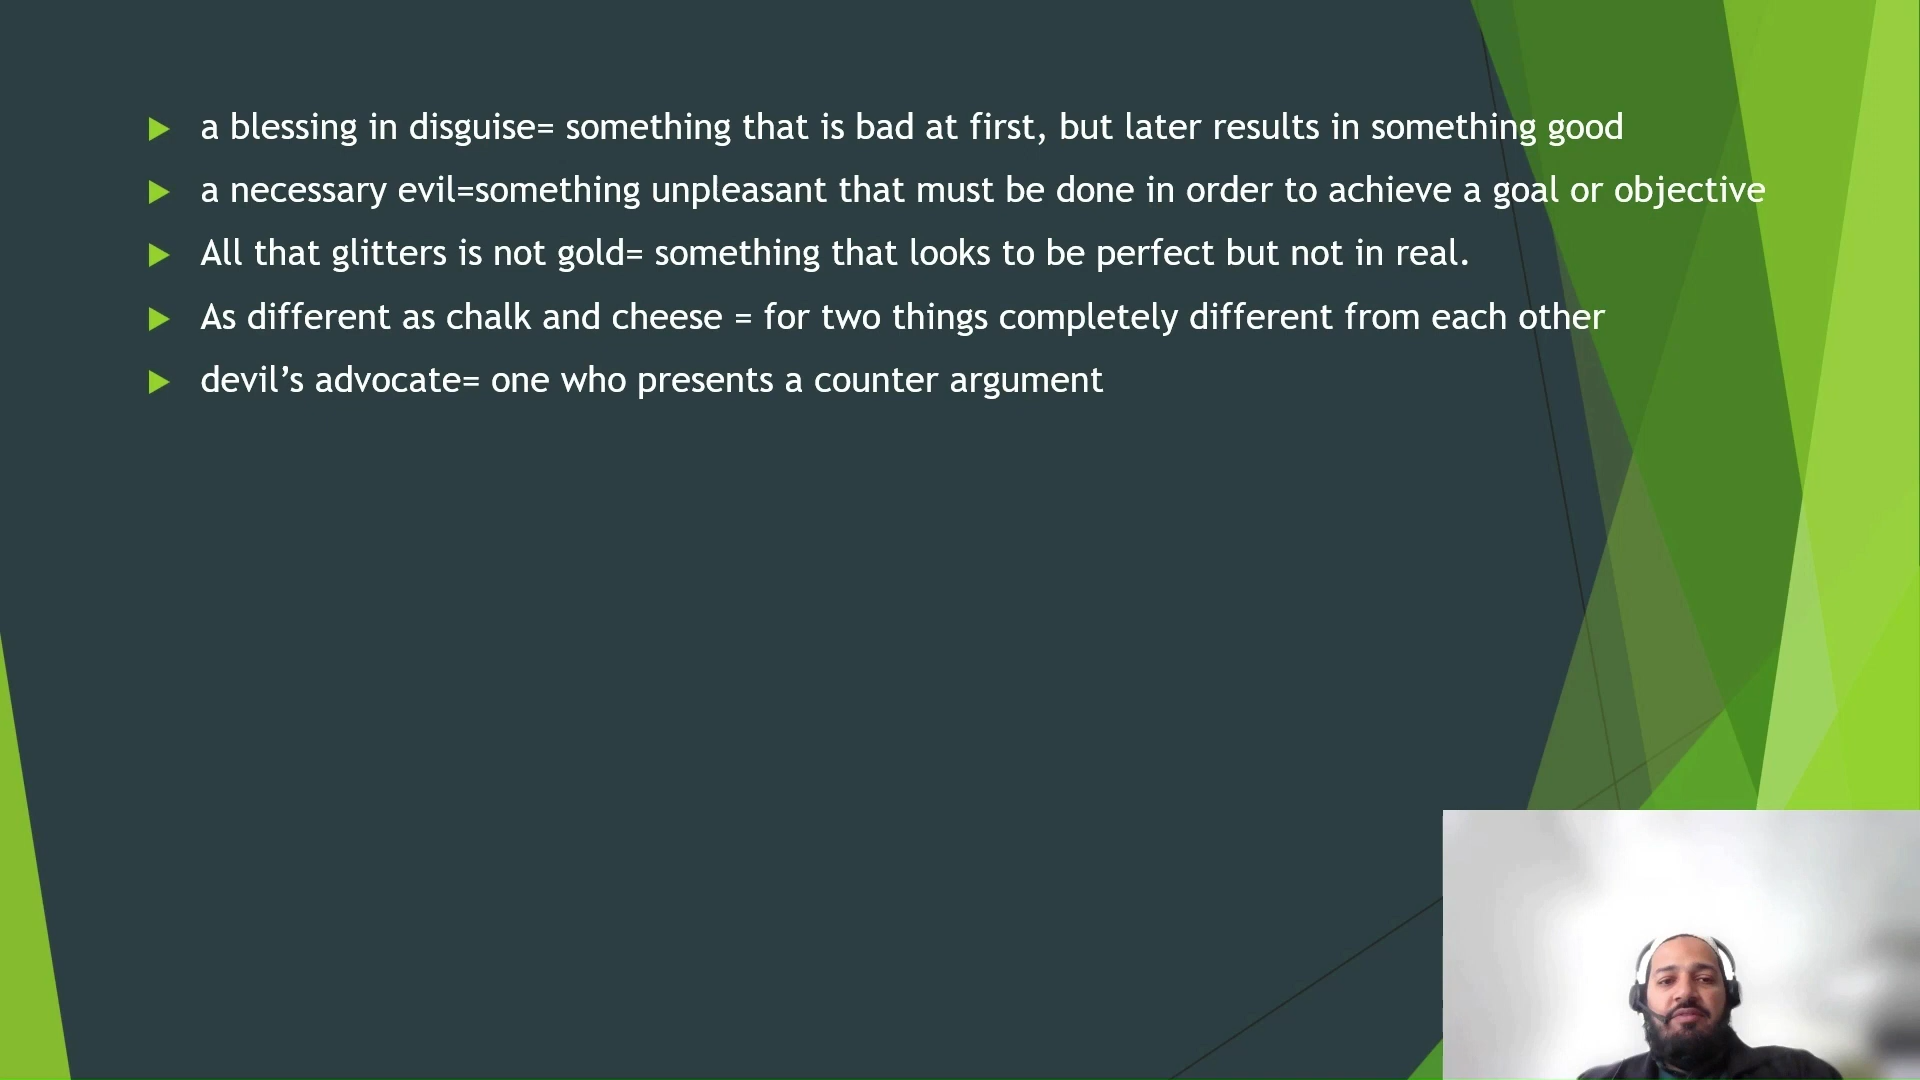 a blessing in disguise= something that is bad at first, but later results in something good
a necessary evil=something unpleasant that must be done in order to achieve a goal or objective
All that glitters is not gold= something that looks to be perfect but not in real.
As different as chalk and cheese = for two things completely different from each other
devil’s advocate= one who presents a counter argument